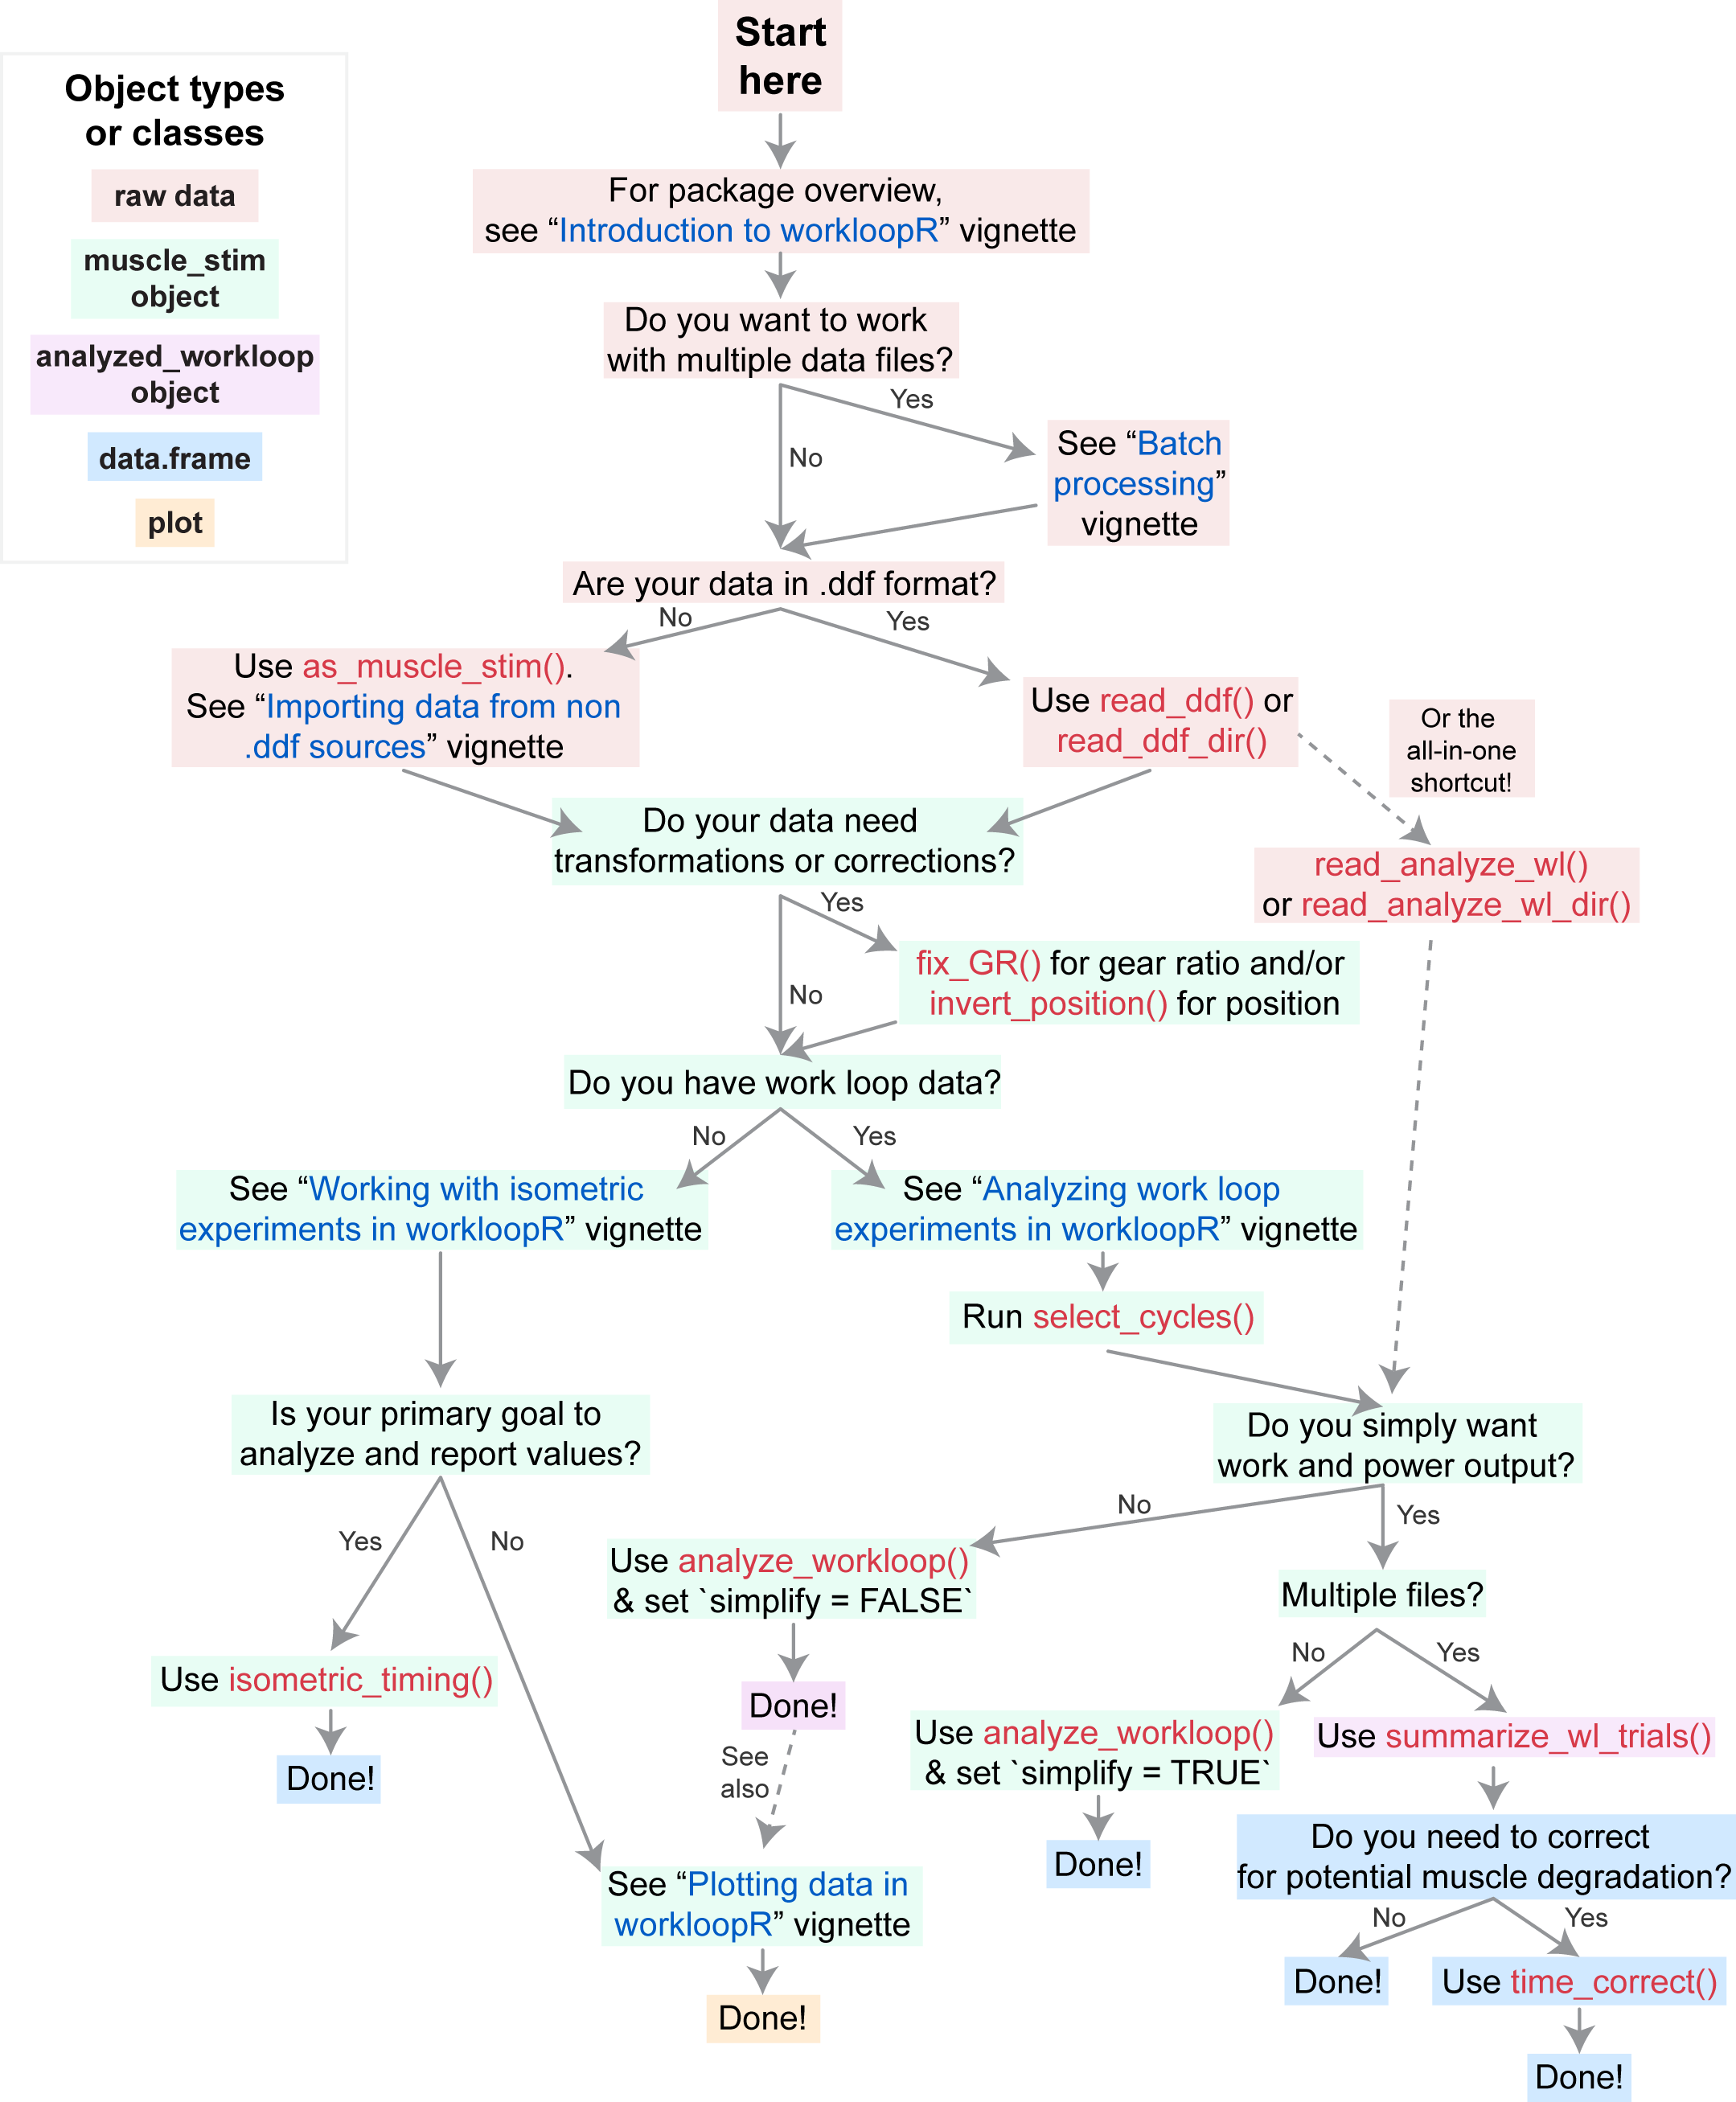 Start
here
Object types
or classes
raw data
muscle_stim
object
analyzed_workloop
object
data.frame
plot
For package overview,
see “Introduction to workloopR” vignette
Do you want to work
with multiple data files?
Yes
No
See “Batch
processing”
vignette
Are your data in .ddf format?
No
Yes
Use as_muscle_stim().
See “Importing data from non
.ddf sources” vignette
Use read_ddf() or
read_ddf_dir()
Or the
all-in-one
shortcut!
read_analyze_wl()
or read_analyze_wl_dir()
Do your data need
transformations or corrections?
Yes
No
fix_GR() for gear ratio and/or
invert_position() for position
Do you have work loop data?
No
Yes
See “Working with isometric
experiments in workloopR” vignette
See “Analyzing work loop
experiments in workloopR” vignette
Run select_cycles()
Is your primary goal to
analyze and report values?
Do you simply want
work and power output?
Yes
No
No
Yes
Use analyze_workloop()
& set `simplify = FALSE`
Multiple files?
No
Yes
Use isometric_timing()
Done!
Done!
See
also
Use analyze_workloop()
& set `simplify = TRUE`
Done!
Use summarize_wl_trials()
Do you need to correct
for potential muscle degradation?
No
Yes
See “Plotting data in
workloopR” vignette
Done!
Done!
Use time_correct()
Done!